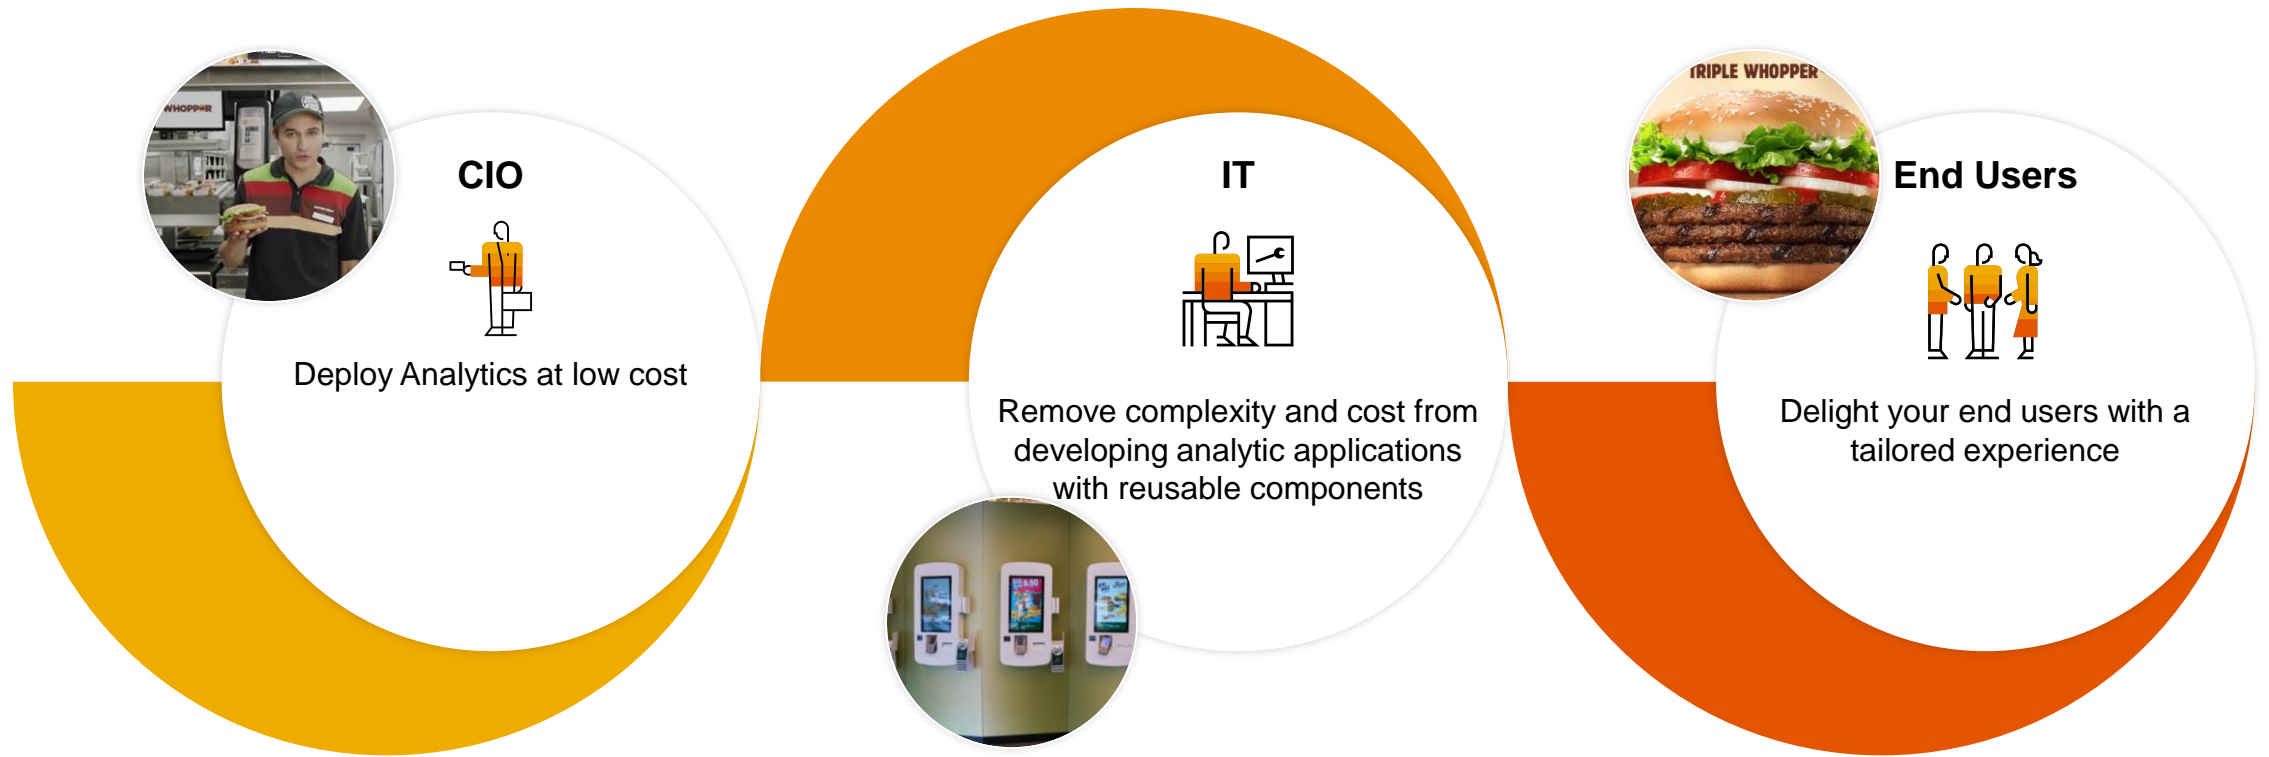 WHOPPER
CIO
Deploy Analytics at low cost
IT
Remove complexity and cost from
developing analytic applications
with reusable components
TRIPLE WHOPPER
End Users
Delight your end users with a
tailored experience